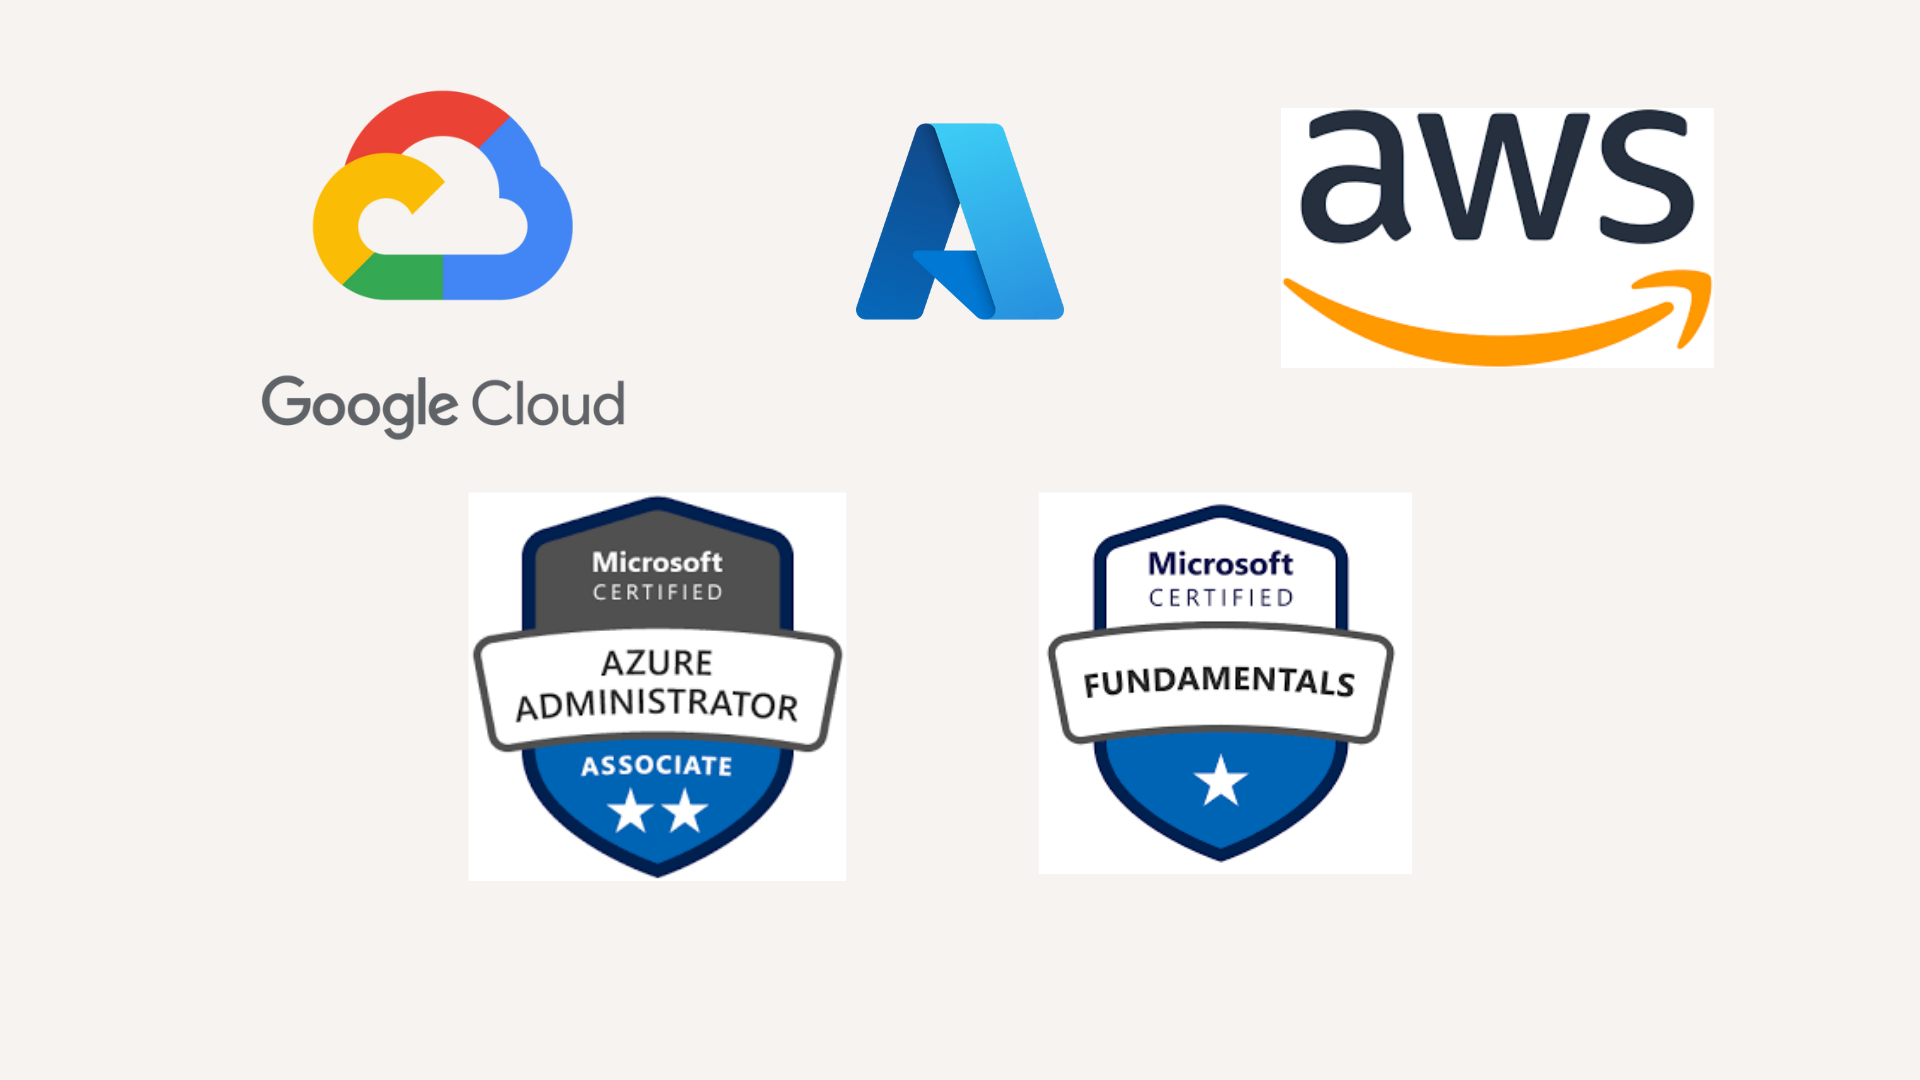 aws
Google Cloud
Microsoft
CERTIFIED
AZURE
ADMINISTRATOR
ASSOCIATE
Microsoft
CERTIFIED
FUNDAMENTALS